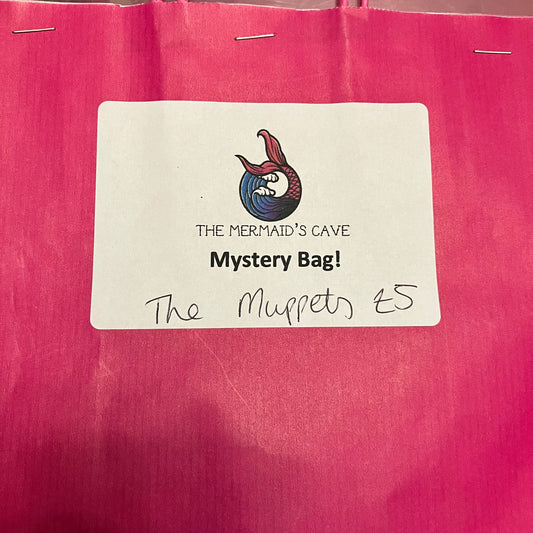 THE MERMAID'S CAVE
Mystery Bag!
The Muppets £5